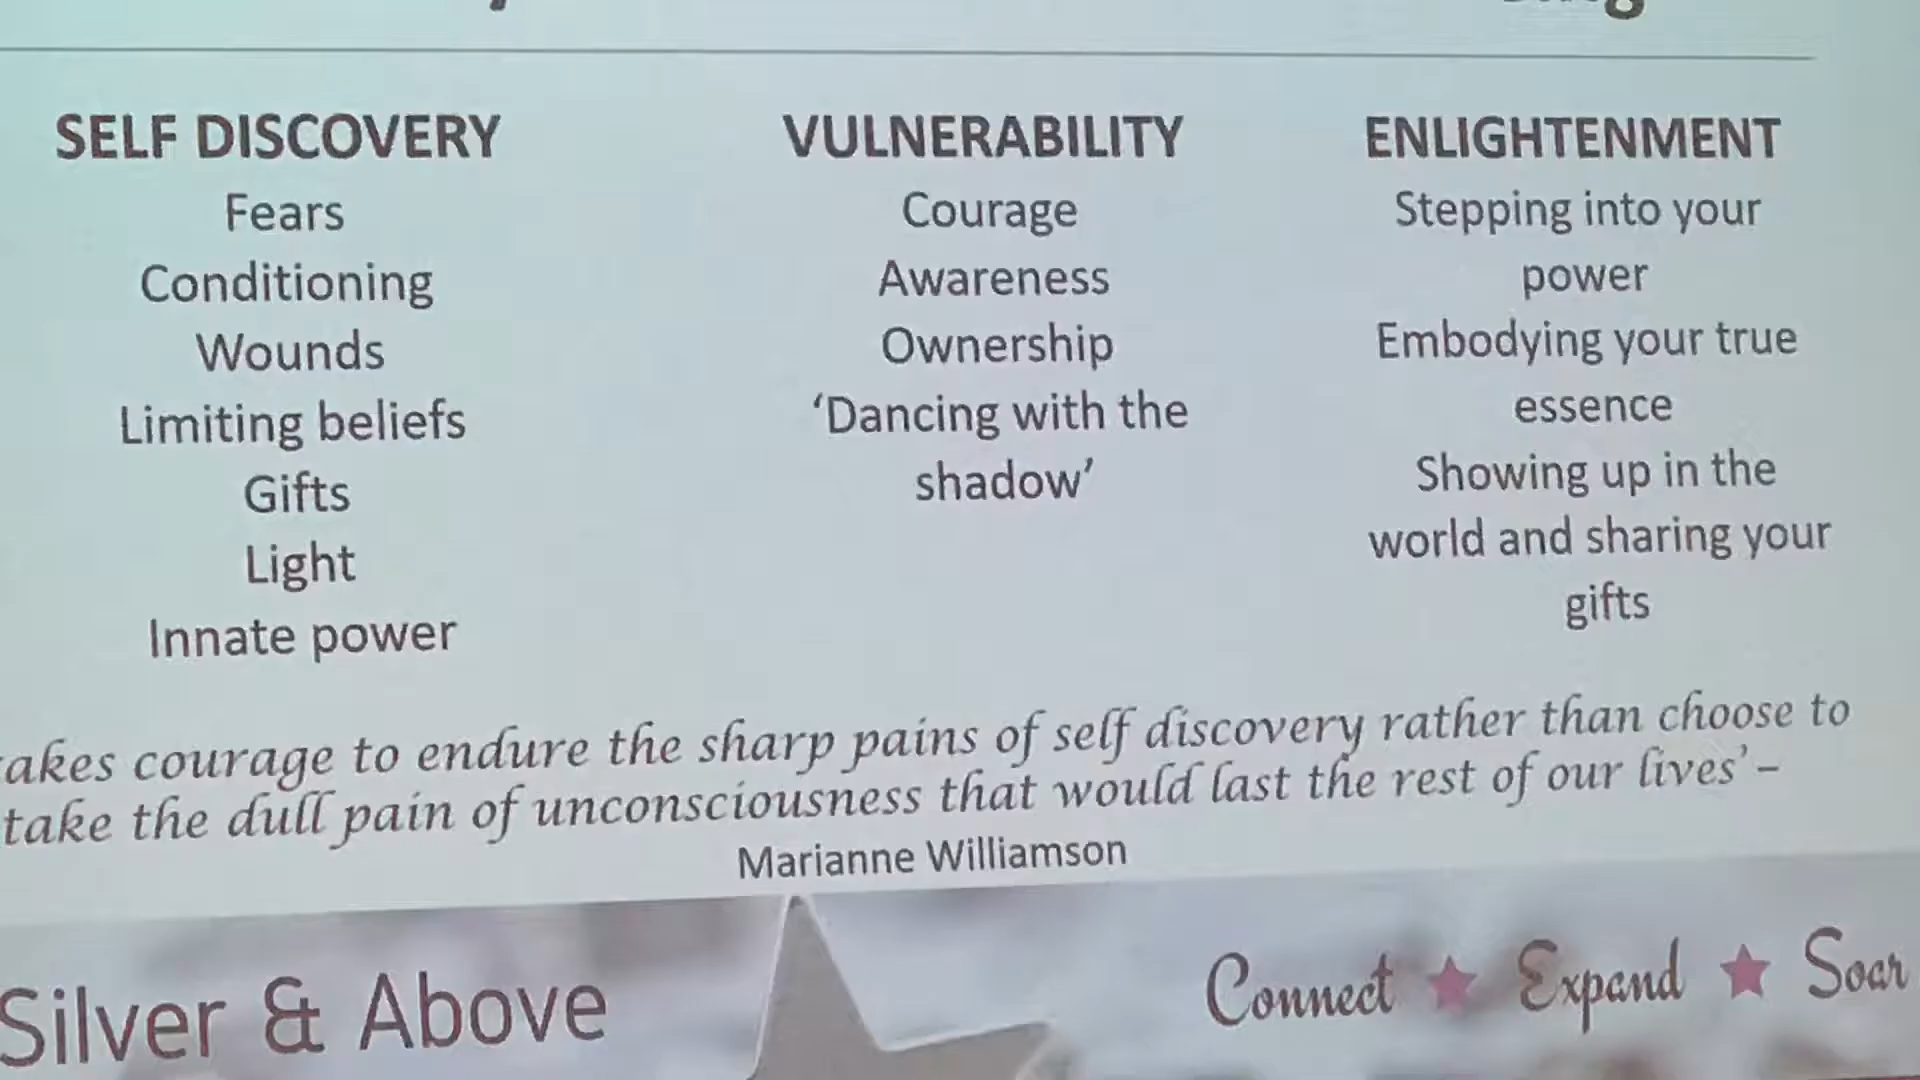 SELF DISCOVERY
Fears
Conditioning
Wounds
Limiting beliefs
Gifts
Light
Innate power
VULNERABILITY
Courage
Awareness
Ownership
‘Dancing with the
shadow’
ENLIGHTENMENT
Stepping into your
power
Embodying your true
essence
Showing up in the
world and sharing your
gifts
akes courage to endure the sharp pains of self discovery rather than choose to
take the dull pain of unconsciousness that would last the rest of our lives’ –
Marianne Williamson
Silver & Above
Connect ★ Expand ★ Soar